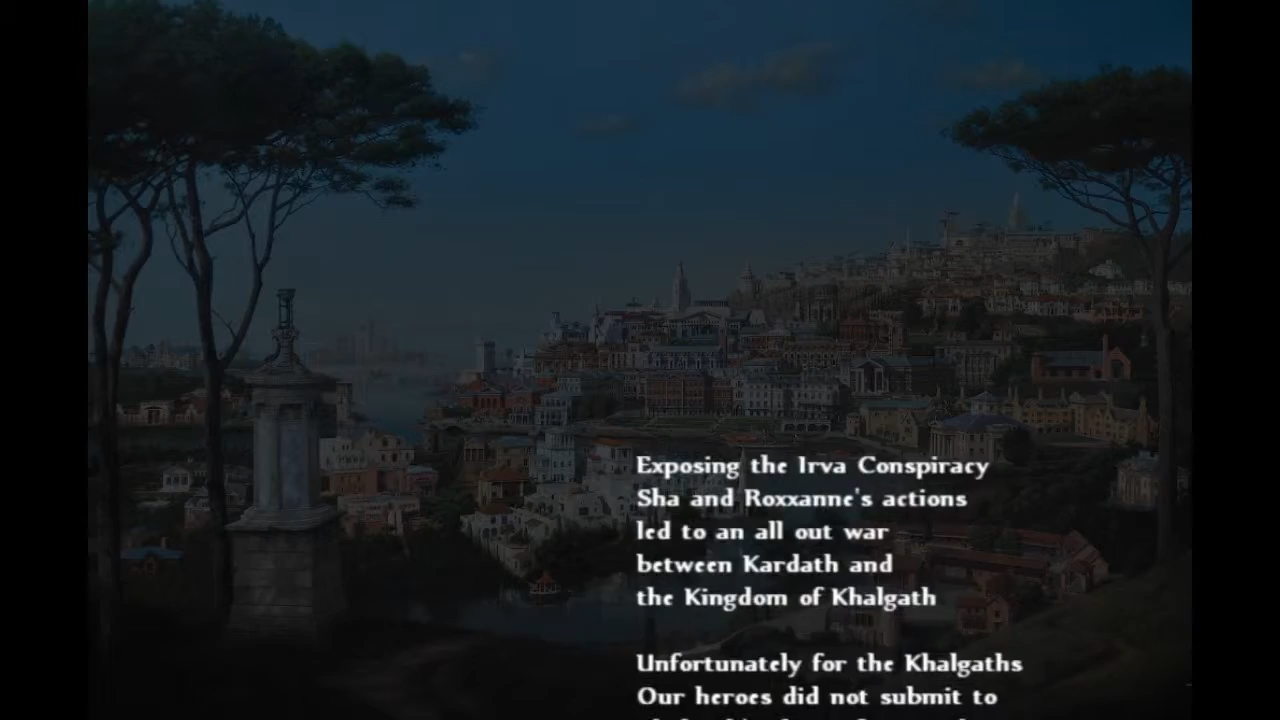 Exposing the Irva Conspiracy
Sha and Roxxanne's actions
led to an all out war
between Kardath and
the Kingdom of Khalgath
Unfortunately for the Khalgaths
Our heroes did not submit to